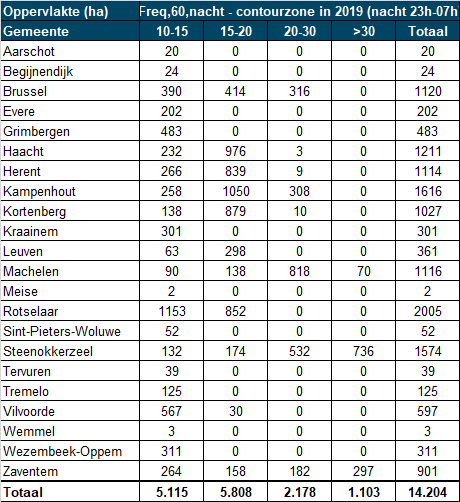 Oppervlakte (ha) Freq,60,nacht - contourzone in 2019 (nacht 23h-07h
Gemeente 10-15 15-20 20-30 >30 Totaal
Aarschot 20 0 0 0 20
Begijnendijk 24 0 0 0 24
Brussel 390 414 316 0 1120
Evere 202 0 0 0 202
Grimbergen 483 0 0 0 483
Haacht 232 976 3 0 1211
Herent 266 839 9 0 1114
Kampenhout 258 1050 308 0 1616
Kortenberg 138 879 10 0 1027
Kraainem 301 0 0 0 301
Leuven 63 298 0 0 361
Machelen 90 138 818 70 1116
Meise 2 0 0 0 2
Rotselaar 1153 852 0 0 2005
Sint-Pieters-Woluwe 52 0 0 0 52
Steenokkerzeel 132 174 532 736 1574
Tervuren 39 0 0 0 39
Tremelo 125 0 0 0 125
Vilvoorde 567 30 0 0 597
Wemmel 3 0 0 0 3
Wezembeek-Oppem 311 0 0 0 311
Zaventem 264 158 182 297 901
Totaal 5.115 5.808 2.178 1.103 14.204